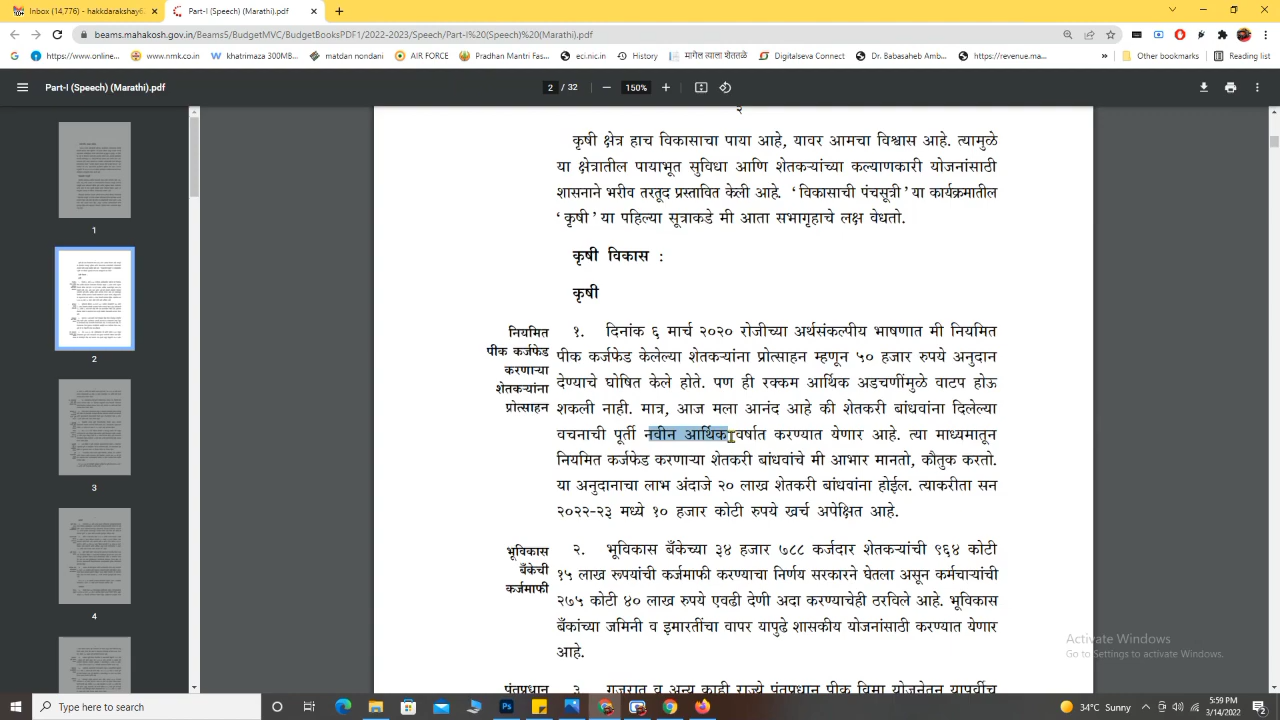 Inbox (14,776) - hakdarakshay6
Part-I (Speech) (Marathi).pdf
beams.mahakosh.gov.in/Beams5/BudgetMVC/BudgetBooksPDF1/2022-2023/Speech/Part-I%20(Speech)%20(Marathi).pdf
https://www.online...
www.nmk.co.in
khatrimaza 300MB...
matdan nondani
AIR FORCE
Pradhan Mantri Fas...
eci.nic.in
History
मागेल त्याला शेततळे
Digitalseva Connect
Dr. Babasaheb Amb...
https://revenue.ma...
Other bookmarks
Reading list
Part-I (Speech) (Marathi).pdf
2 / 32
150%
1
2
3
4
कृषी क्षेत्र हाच विकासाचा पाया आहे, यावर आमचा विश्वास आहे. त्यामुळे
या क्षेत्रातील पायाभूत सुविधा आणि शेतकऱ्यांच्या कल्याणकारी योजनांसाठी
शासनाने भरीव तरतूद प्रस्तावित केली आहे. ‘विकासाची पंचसूत्री’ या कार्यक्रमातील
‘कृषी’ या पहिल्या सूत्राकडे मी आता सभागृहाचे लक्ष वेधतो.
कृषी विकास :
कृषी
नियमित
पीक कर्जफेड
करणाऱ्या
शेतकऱ्यांना
प्रोत्साहन
१. दिनांक ६ मार्च २०२० रोजीच्या अर्थसंकल्पीय भाषणात मी नियमित
पीक कर्जफेड केलेल्या शेतकऱ्यांना प्रोत्साहन म्हणून ५० हजार रुपये अनुदान
देण्याचे घोषित केले होते. पण ही रक्कम आर्थिक अडचणींमुळे वाटप होऊ
शकली नाही. मात्र, आज मला आनंद आहे की शेतकरी बांधवांना दिलेल्या
वचनाची पूर्ती नवीन आर्थिक वर्षात करण्यात येणार आहे. त्या माध्यमातून
नियमित कर्जफेड करणाऱ्या शेतकरी बांधवांचे मी आभार मानतो, कौतुक करतो.
या अनुदानाचा लाभ अंदाजे २० लाख शेतकरी बांधवांना होईल. त्याकरीता सन
२०२२-२३ मध्ये १० हजार कोटी रुपये खर्च अपेक्षित आहे.
भूविकास
बँकेची
कर्जमाफी
२. भूविकास बँकेच्या ३४ हजार ७८८ कर्जदार शेतकऱ्यांची ९६४ कोटी
१५ लाख रुपयांची कर्जमाफी करण्याचा निर्णय सरकारने घेतला असून कर्मचाऱ्यांची
२७५ कोटी ४० लाख रुपये एवढी देणी अदा करण्याचेही ठरविले आहे. भूविकास
बँकांच्या जमिनी व इमारतींचा वापर यापुढे शासकीय योजनांसाठी करण्यात येणार
आहे.
Activate Windows
Go to Settings to activate Windows.
Type here to search
34°C Sunny
5:59 PM
3/14/2022